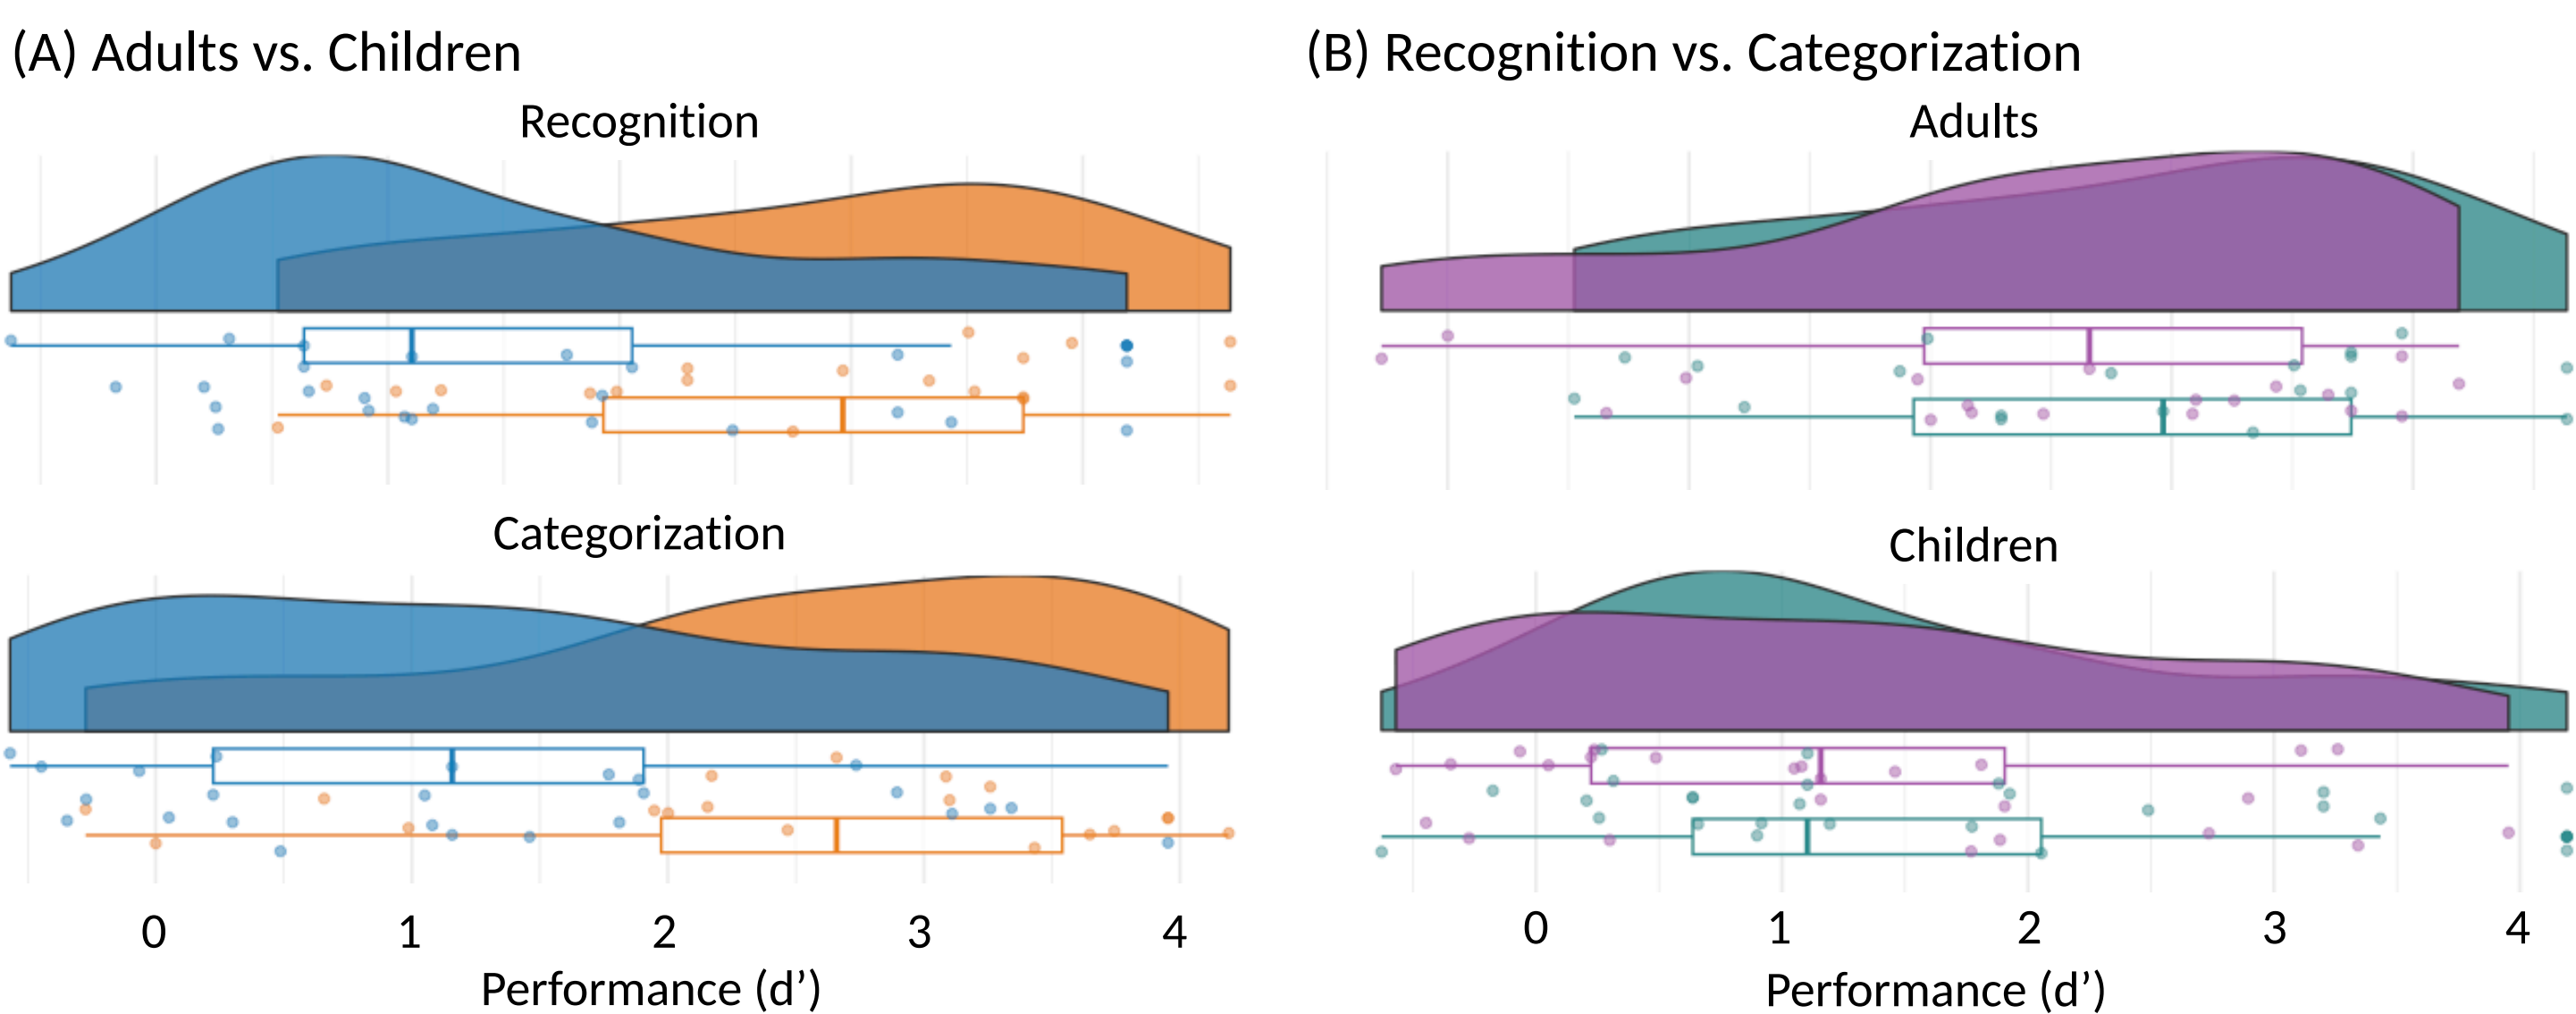 (A) Adults vs. Children
Recognition
Categorization
0 1 2 3 4
Performance (d’)
(B) Recognition vs. Categorization
Adults
Children
0 1 2 3 4
Performance (d’)